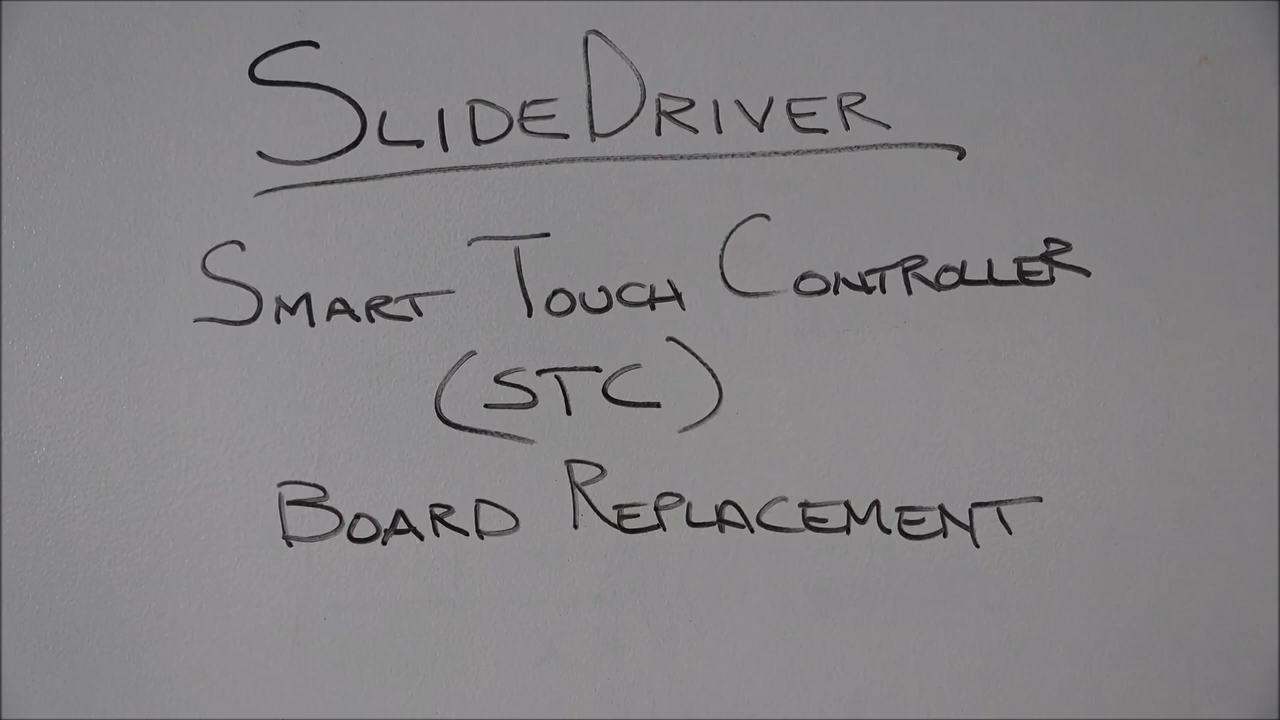 SLIDEDRIVER
SMART TOUCH CONTROLLER
(STC)
BOARD REPLACEMENT